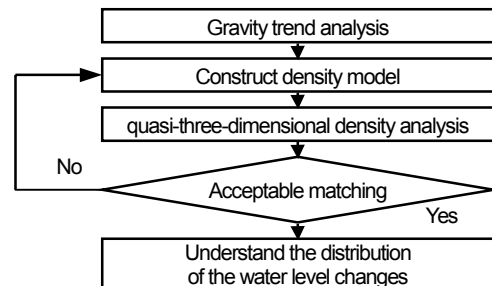 Gravity trend analysis
Construct density model
quasi-three-dimensional density analysis
No
Acceptable matching
Yes
Understand the distribution
of the water level changes